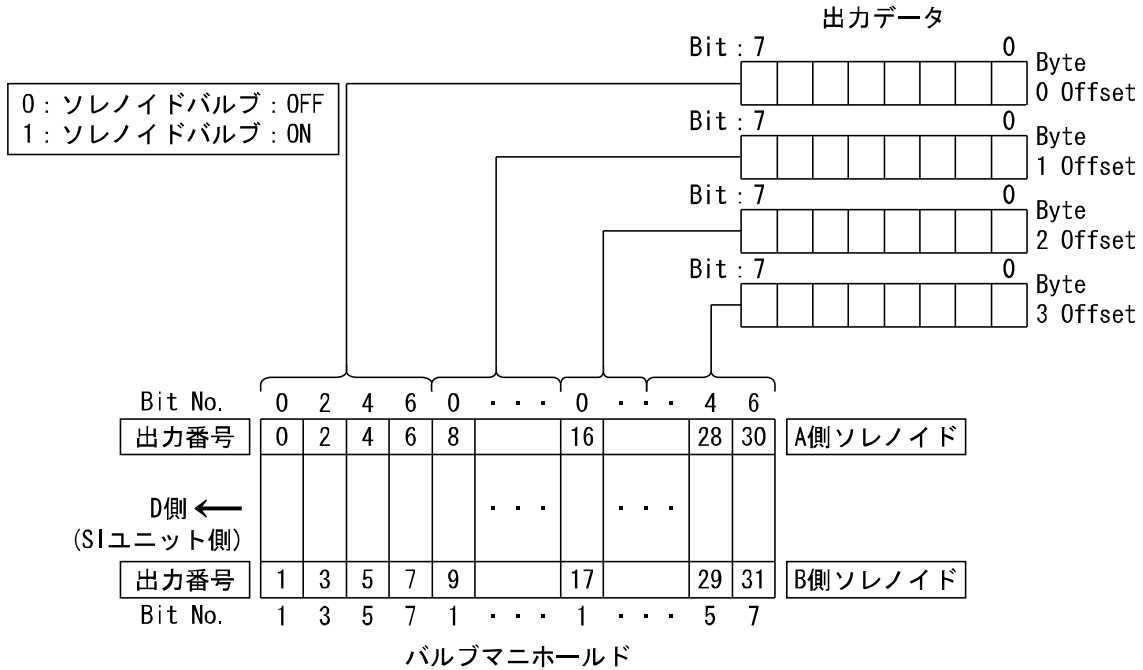 出力データ
Bit : 7 0
Byte
0 Offset
0 : ソレノイドバルブ : OFF
1 : ソレノイドバルブ : ON
Bit : 7 0
Byte
1 Offset
Bit : 7 0
Byte
2 Offset
Bit : 7 0
Byte
3 Offset
Bit No. 0 2 4 6 0 ・・・ 0 ・・・ 4 6
出力番号 0 2 4 6 8 16 28 30 A側ソレノイド
D側 ← ・・・ ・・・
(SIユニット側)
出力番号 1 3 5 7 9 17 29 31 B側ソレノイド
Bit No. 1 3 5 7 1 ・・・ 1 ・・・ 5 7
バルブマニホールド